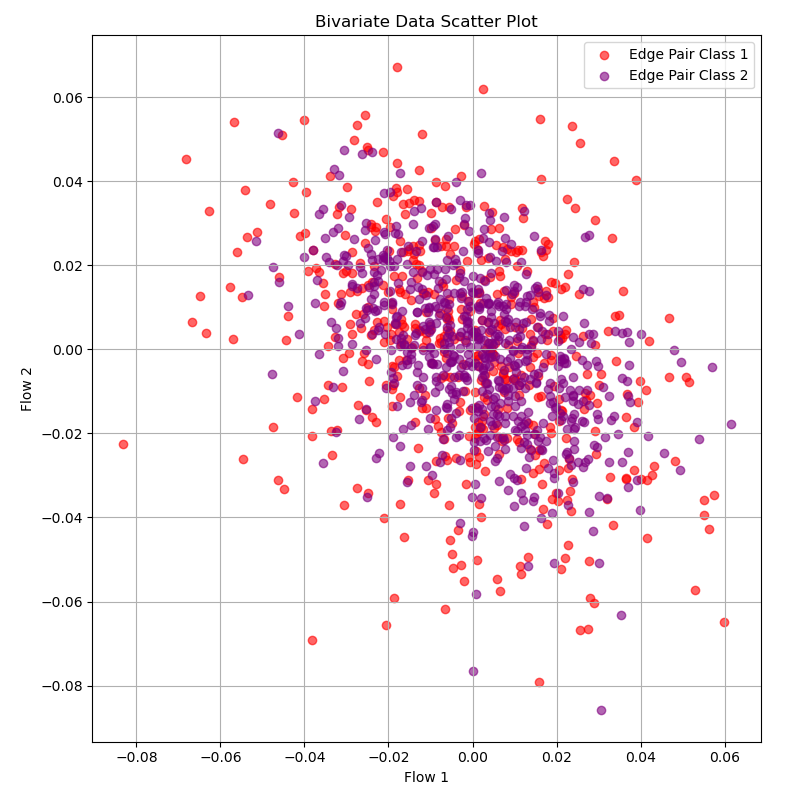 Bivariate Data Scatter Plot
Edge Pair Class 1
Edge Pair Class 2
0.06
0.04
0.02
0.00
−0.02
−0.04
−0.06
−0.08
Flow 2
−0.08 −0.06 −0.04 −0.02 0.00 0.02 0.04 0.06
Flow 1